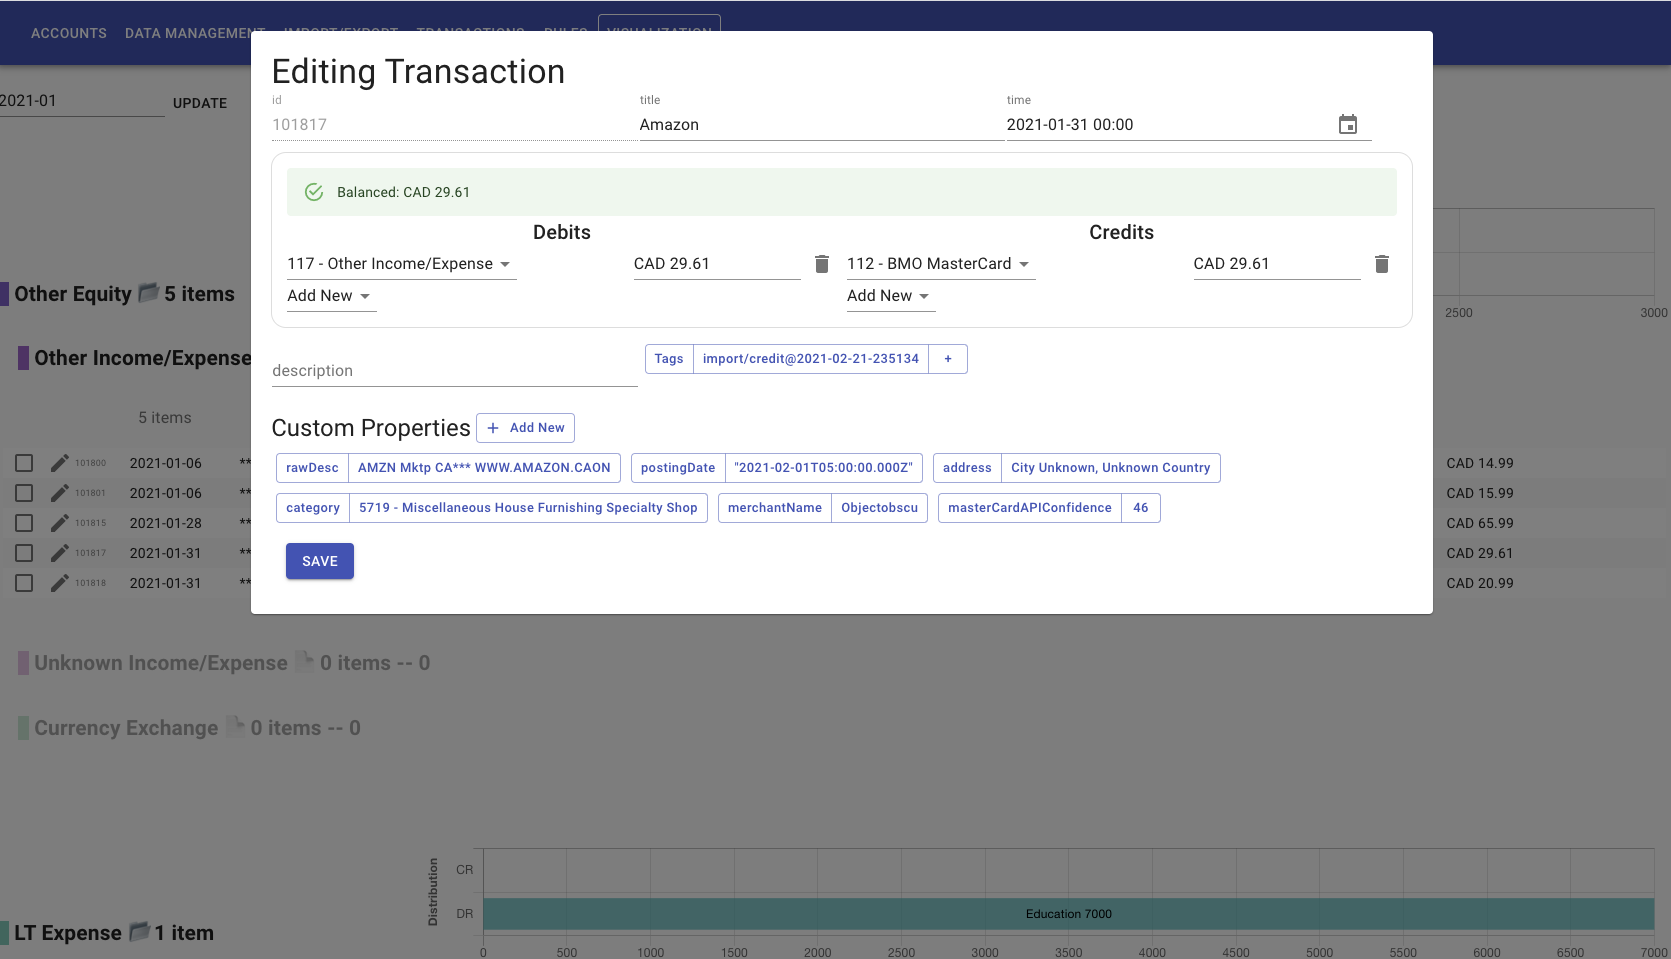 ACCOUNTS DATA MANAGEMENT IMPORT/EXPORT TRANSACTIONS RULES VISUALIZATION
2021-01 UPDATE
Editing Transaction
id title time
101817 Amazon 2021-01-31 00:00
Balanced: CAD 29.61
Debits Credits
117 - Other Income/Expense CAD 29.61 112 - BMO MasterCard CAD 29.61
Add New Add New
description
Tags import/credit@2021-02-21-235134 +
Custom Properties + Add New
rawDesc AMZN Mktp CA*** WWW.AMAZON.CAON postingDate "2021-02-01T05:00:00.000Z" address City Unknown, Unknown Country
category 5719 - Miscellaneous House Furnishing Specialty Shop merchantName Objectobscu masterCardAPIConfidence 46
SAVE
Other Equity 5 items
2500 3000
Other Income/Expense
5 items
101800 2021-01-06 ** CAD 14.99
101801 2021-01-06 ** CAD 15.99
101815 2021-01-28 ** CAD 65.99
101817 2021-01-31 ** CAD 29.61
101818 2021-01-31 ** CAD 20.99
Unknown Income/Expense 0 items -- 0
Currency Exchange 0 items -- 0
LT Expense 1 item
Distribution
CR
DR
Education 7000
0 500 1000 1500 2000 2500 3000 3500 4000 4500 5000 5500 6000 6500 7000